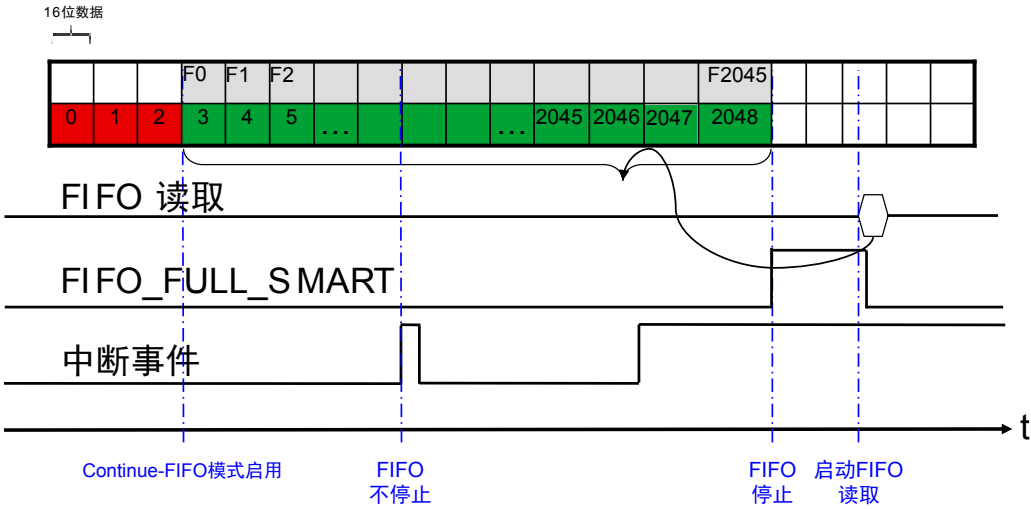 16位数据
F0 F1 F2 F2045
0 1 2 3 4 5 ... ... 2045 2046 2047 2048
FIFO 读取
FIFO_FULL_SMART
中断事件
t
Continue-FIFO模式启用
FIFO
不停止
FIFO
停止
启动FIFO
读取